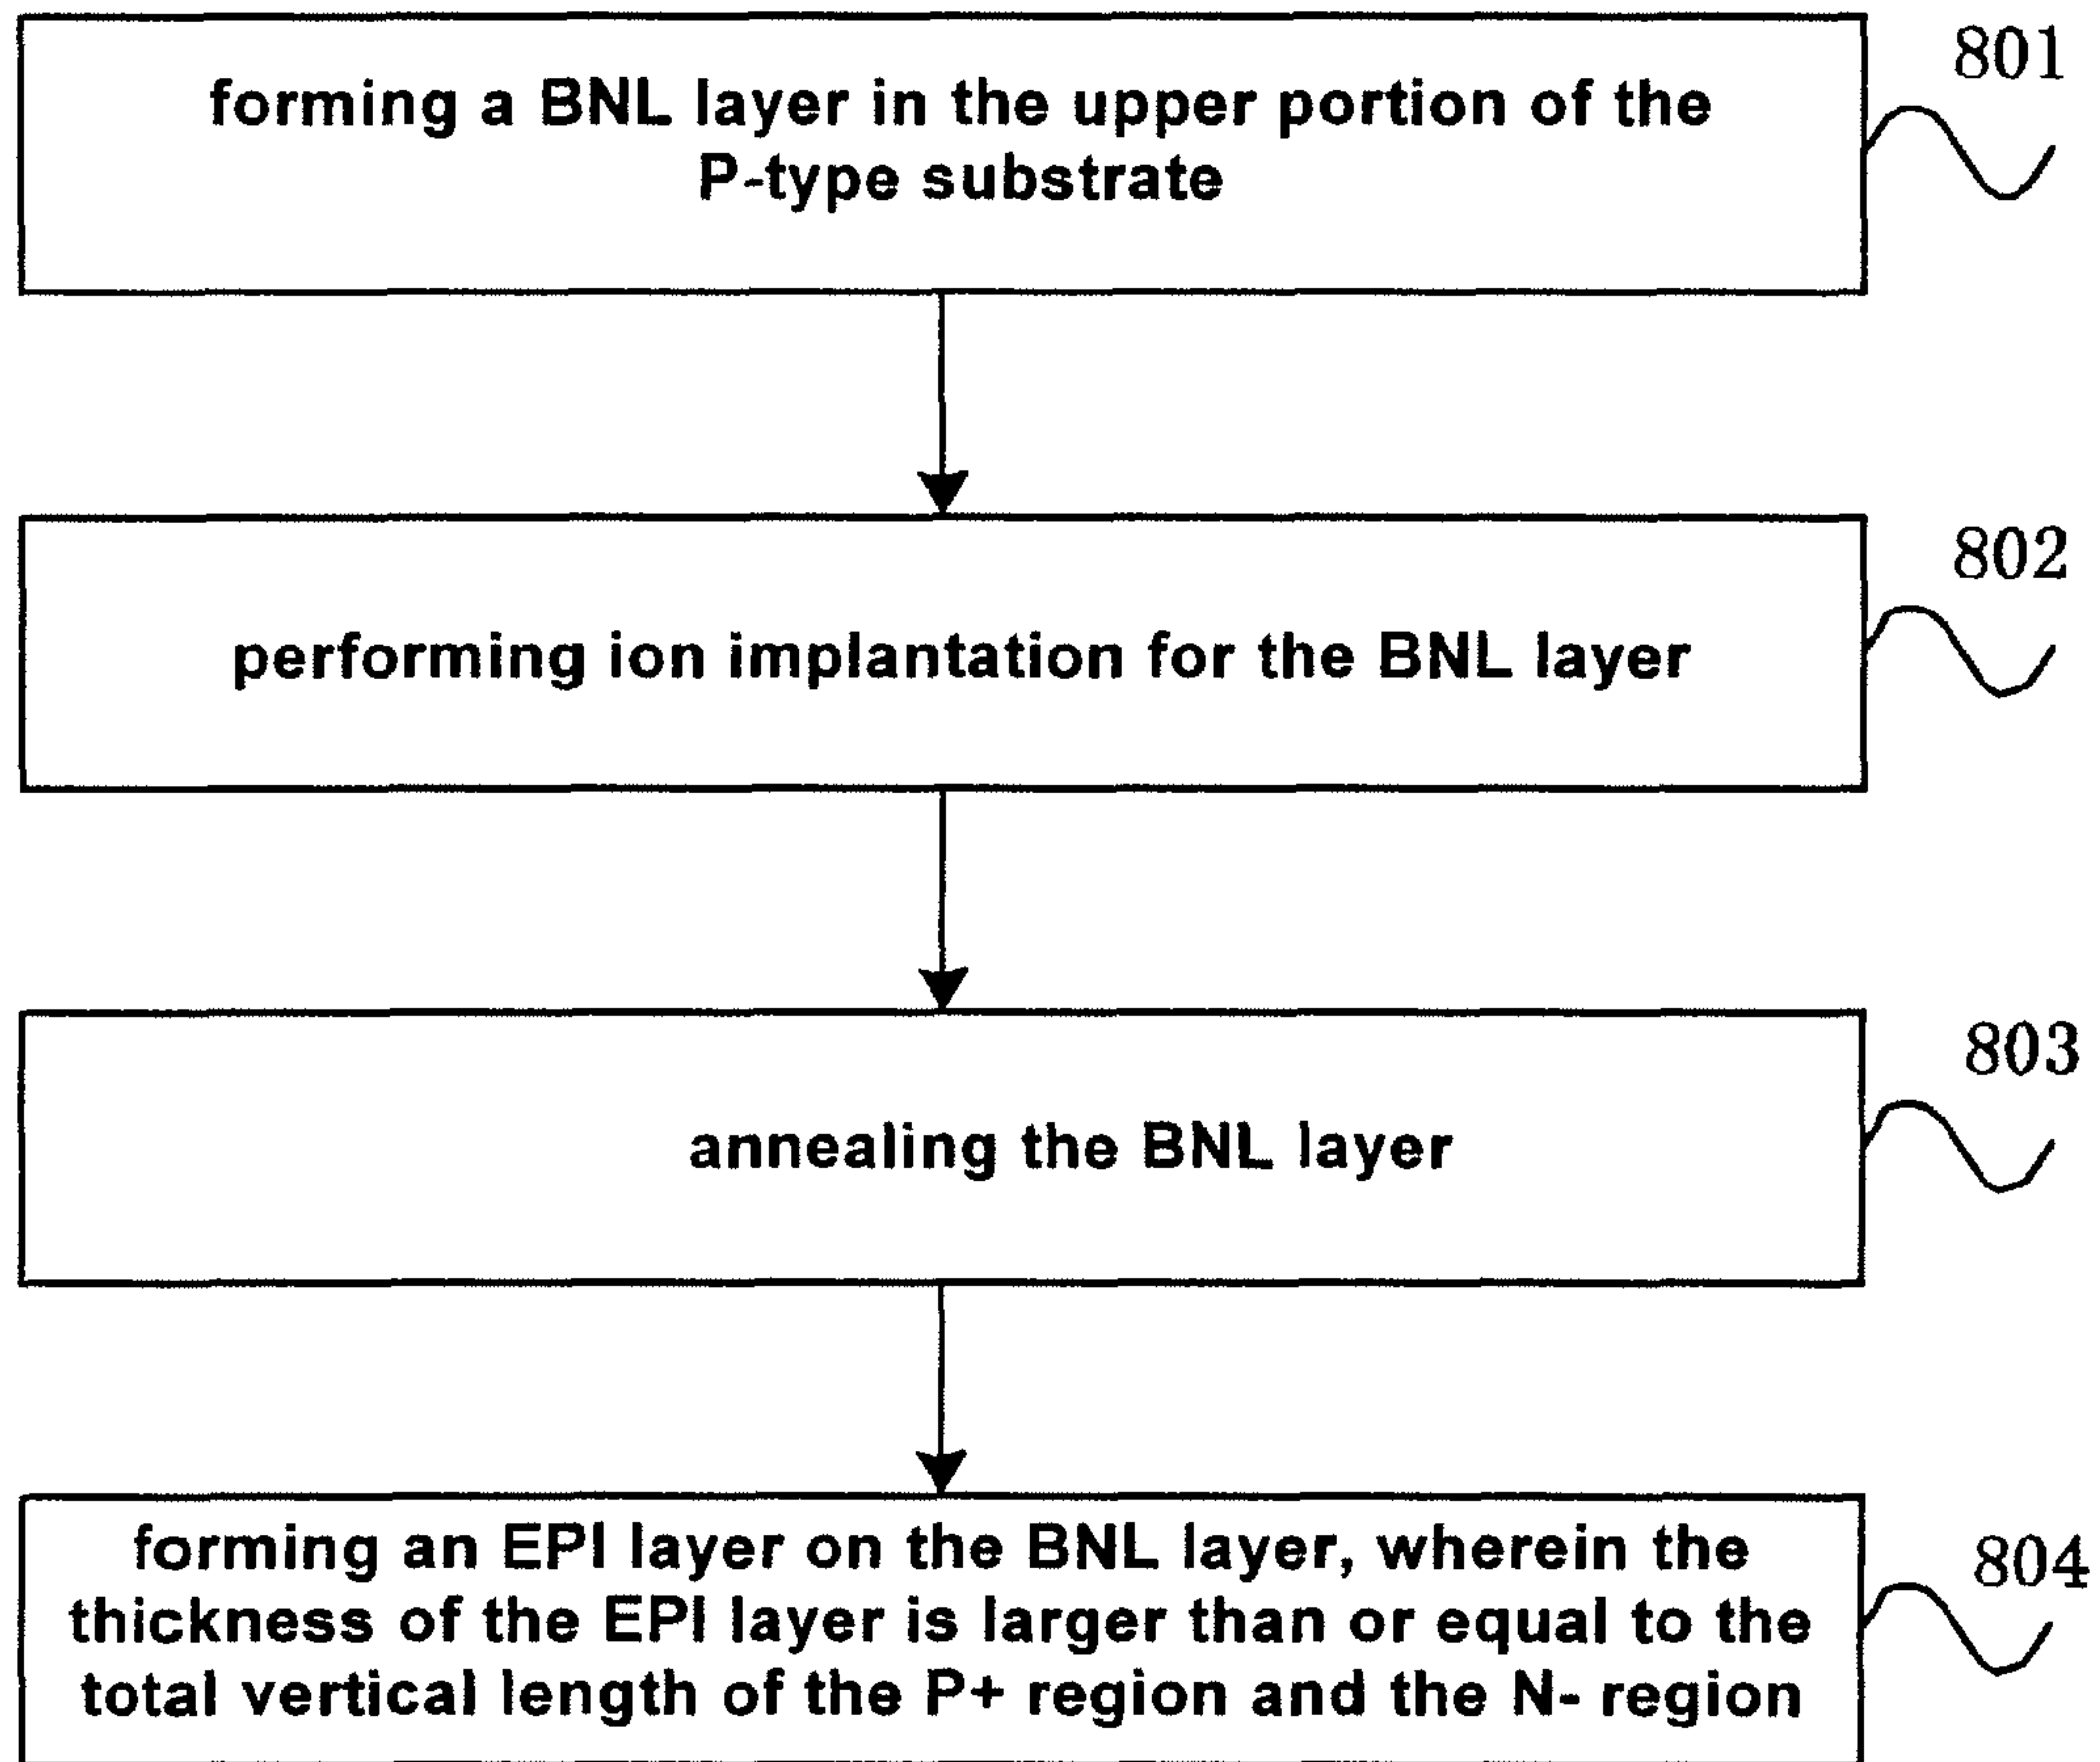 801
forming a BNL layer in the upper portion of the
P-type substrate
802
performing ion implantation for the BNL layer
803
annealing the BNL layer
804
forming an EPI layer on the BNL layer, wherein the
thickness of the EPI layer is larger than or equal to the
total vertical length of the P+ region and the N- region